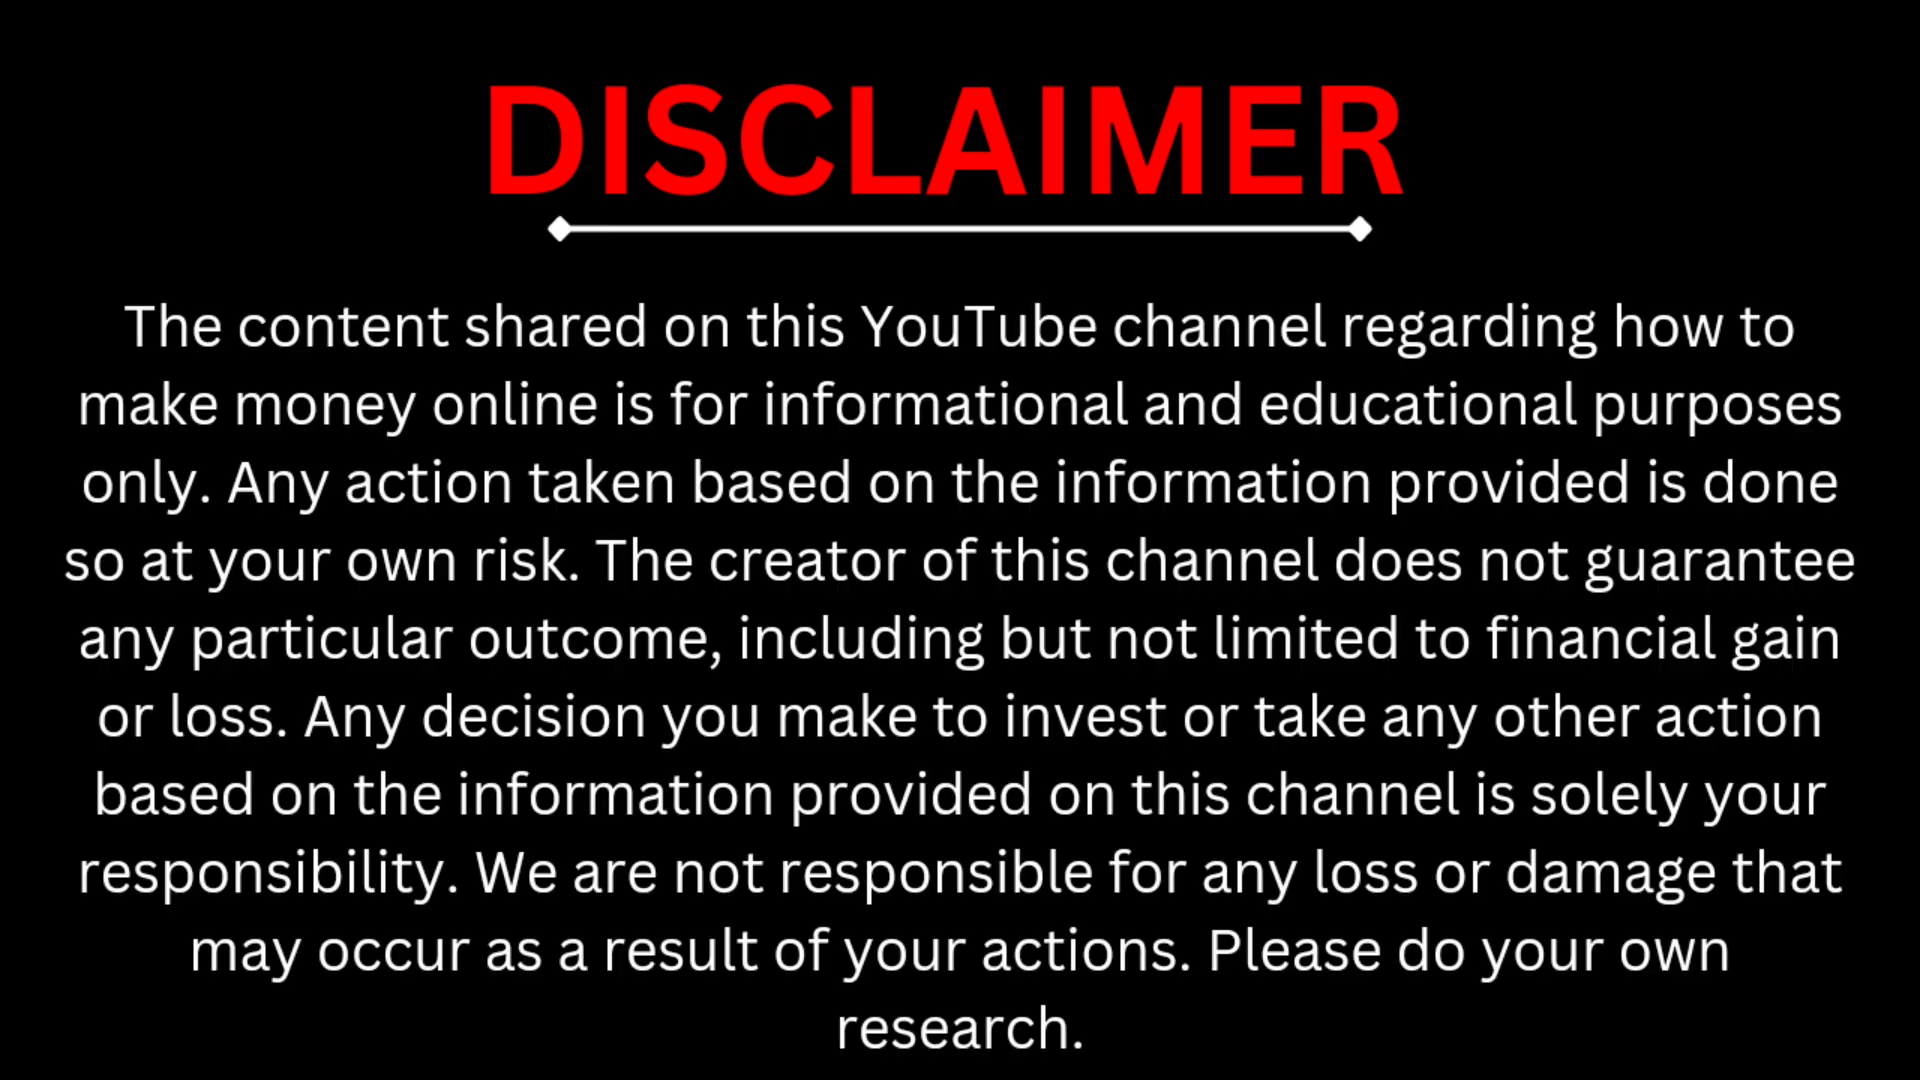 DISCLAIMER
The content shared on this YouTube channel regarding how to
make money online is for informational and educational purposes
only. Any action taken based on the information provided is done
so at your own risk. The creator of this channel does not guarantee
any particular outcome, including but not limited to financial gain
or loss. Any decision you make to invest or take any other action
based on the information provided on this channel is solely your
responsibility. We are not responsible for any loss or damage that
may occur as a result of your actions. Please do your own
research.